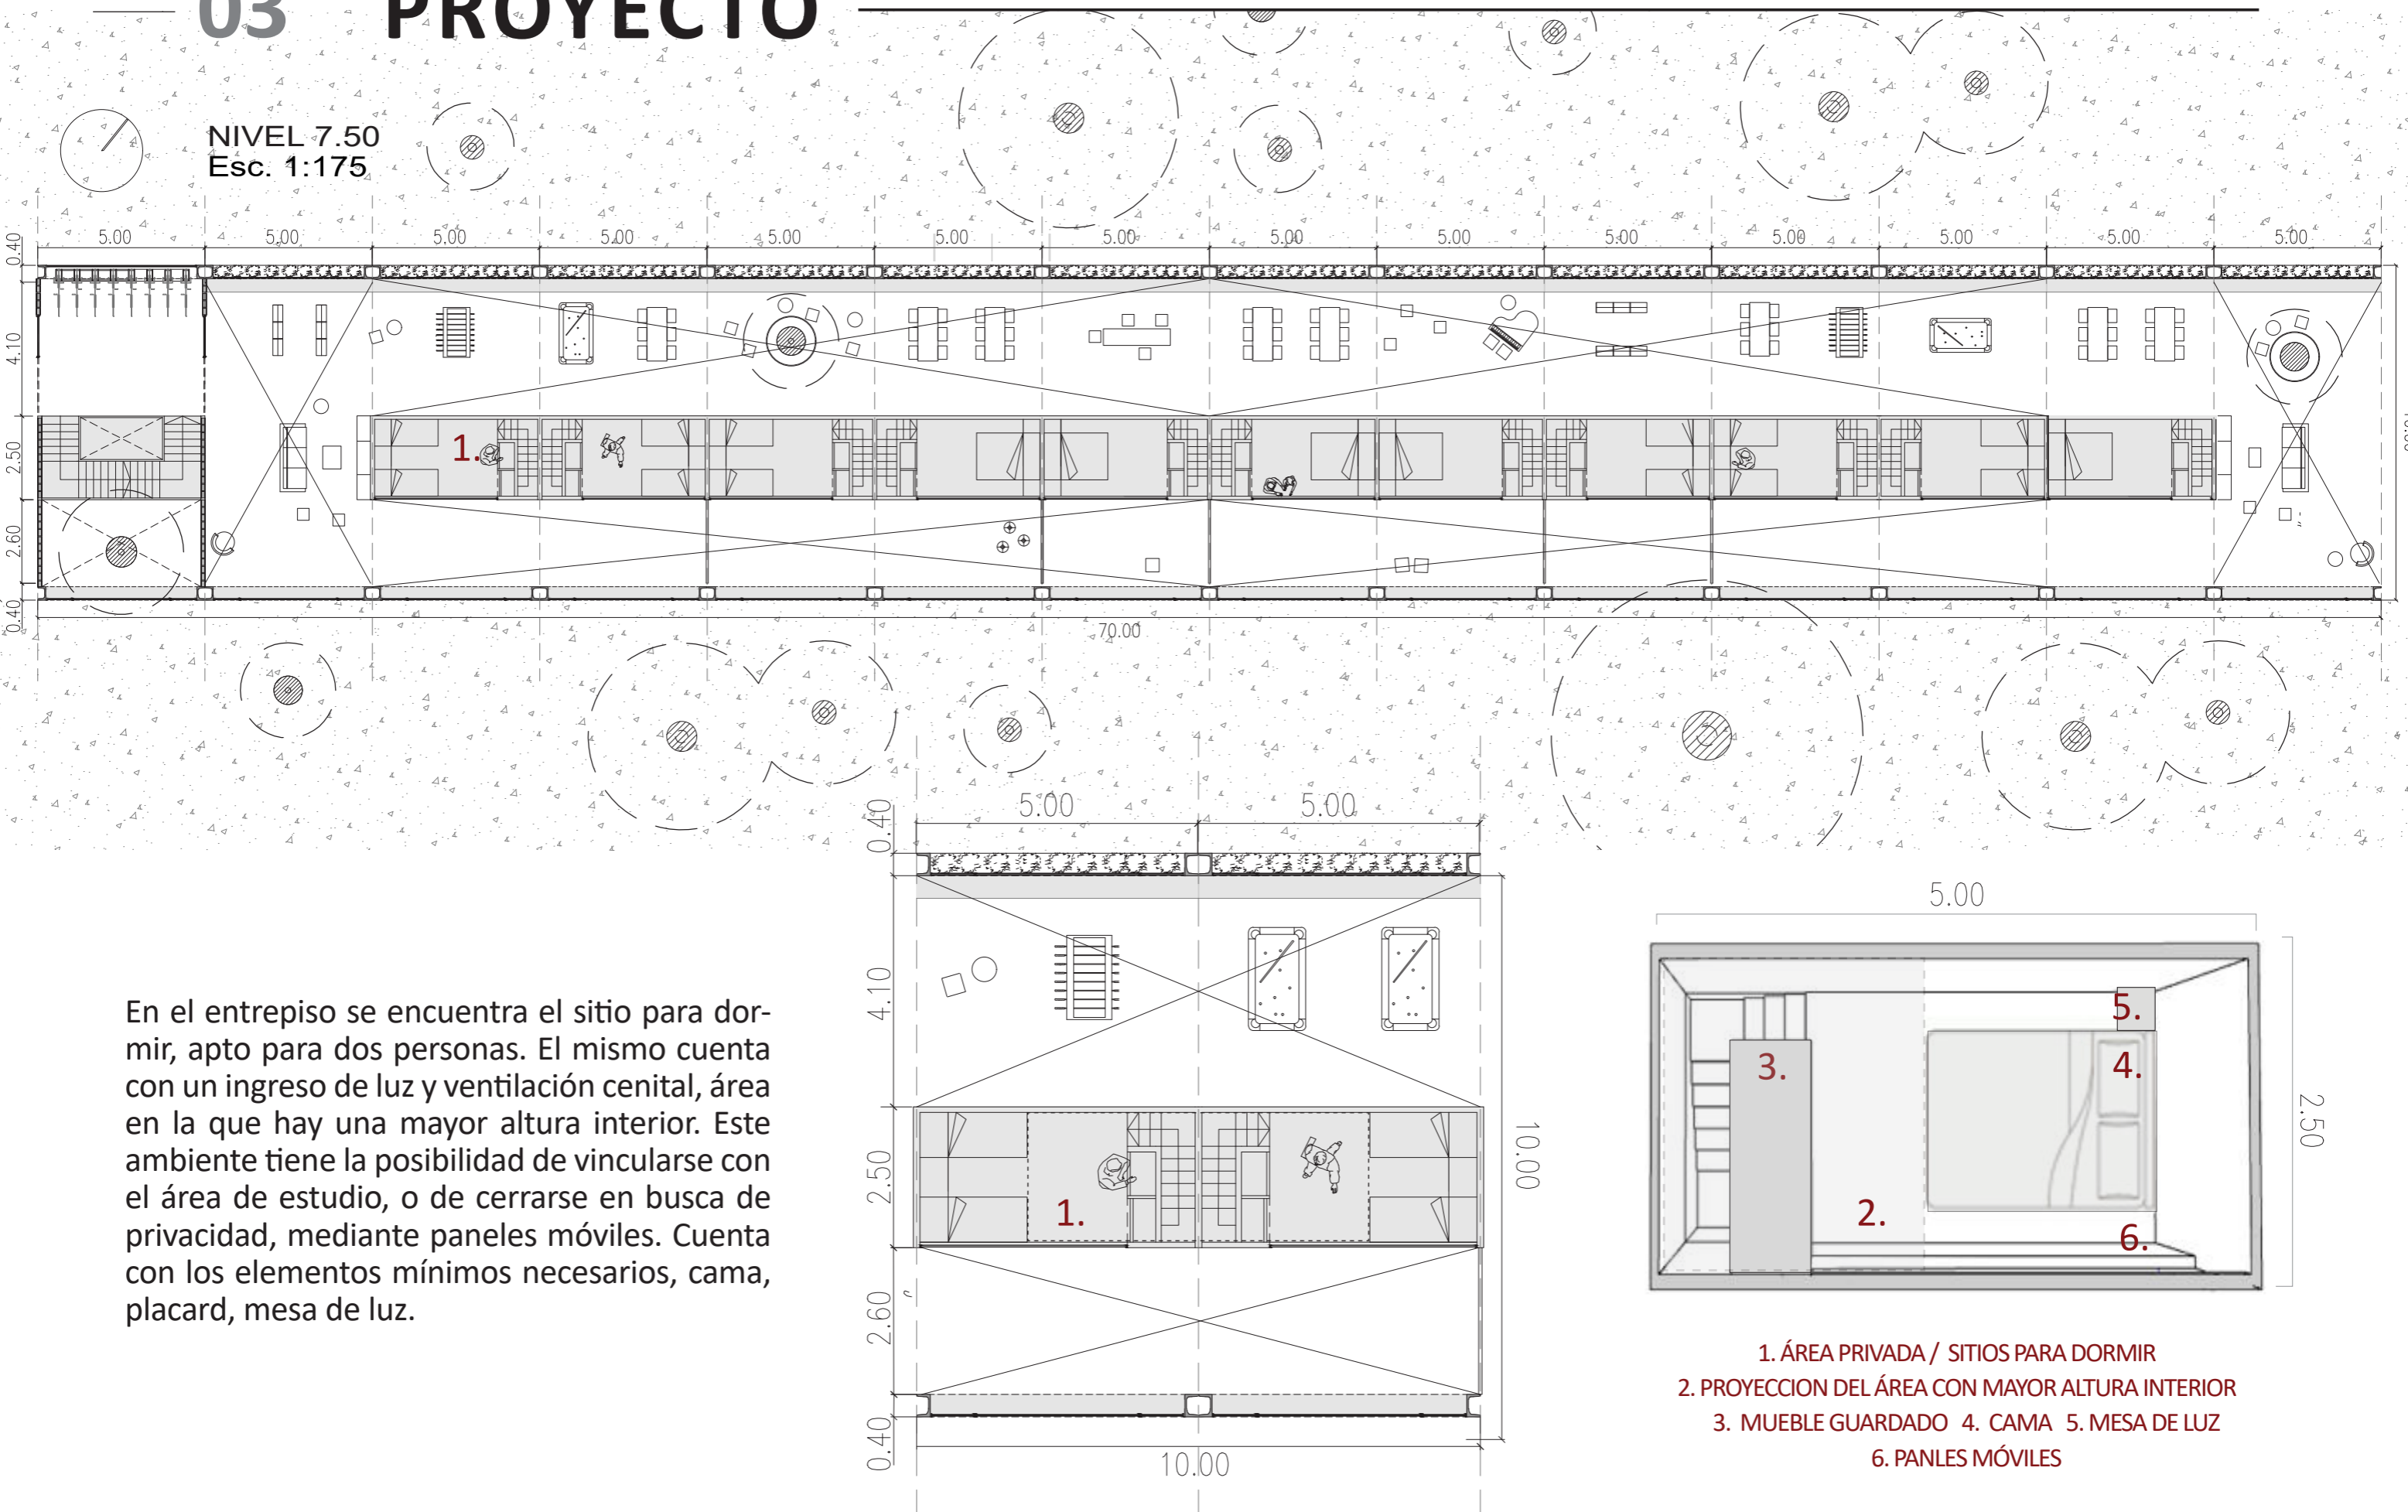 03 PROYECTO
NIVEL 7.50
Esc. 1:175
5.00 5.00 5.00 5.00 5.00 5.00 5.00 5.00 5.00 5.00 5.00 5.00 5.00 5.00
0.40
4.10
2.50
2.60
0.40
1.
70.00
5.00 5.00
0.40
4.10
2.50
2.60
0.40
1.
10.00
10.00
En el entrepiso se encuentra el sitio para dor-
mir, apto para dos personas. El mismo cuenta
con un ingreso de luz y ventilación cenital, área
en la que hay una mayor altura interior. Este
ambiente tiene la posibilidad de vincularse con
el área de estudio, o de cerrarse en busca de
privacidad, mediante paneles móviles. Cuenta
con los elementos mínimos necesarios, cama,
placard, mesa de luz.
5.00
5.
3.
4.
2.
6.
2.50
1. ÁREA PRIVADA / SITIOS PARA DORMIR
2. PROYECCION DEL ÁREA CON MAYOR ALTURA INTERIOR
3. MUEBLE GUARDADO 4. CAMA 5. MESA DE LUZ
6. PANLES MÓVILES